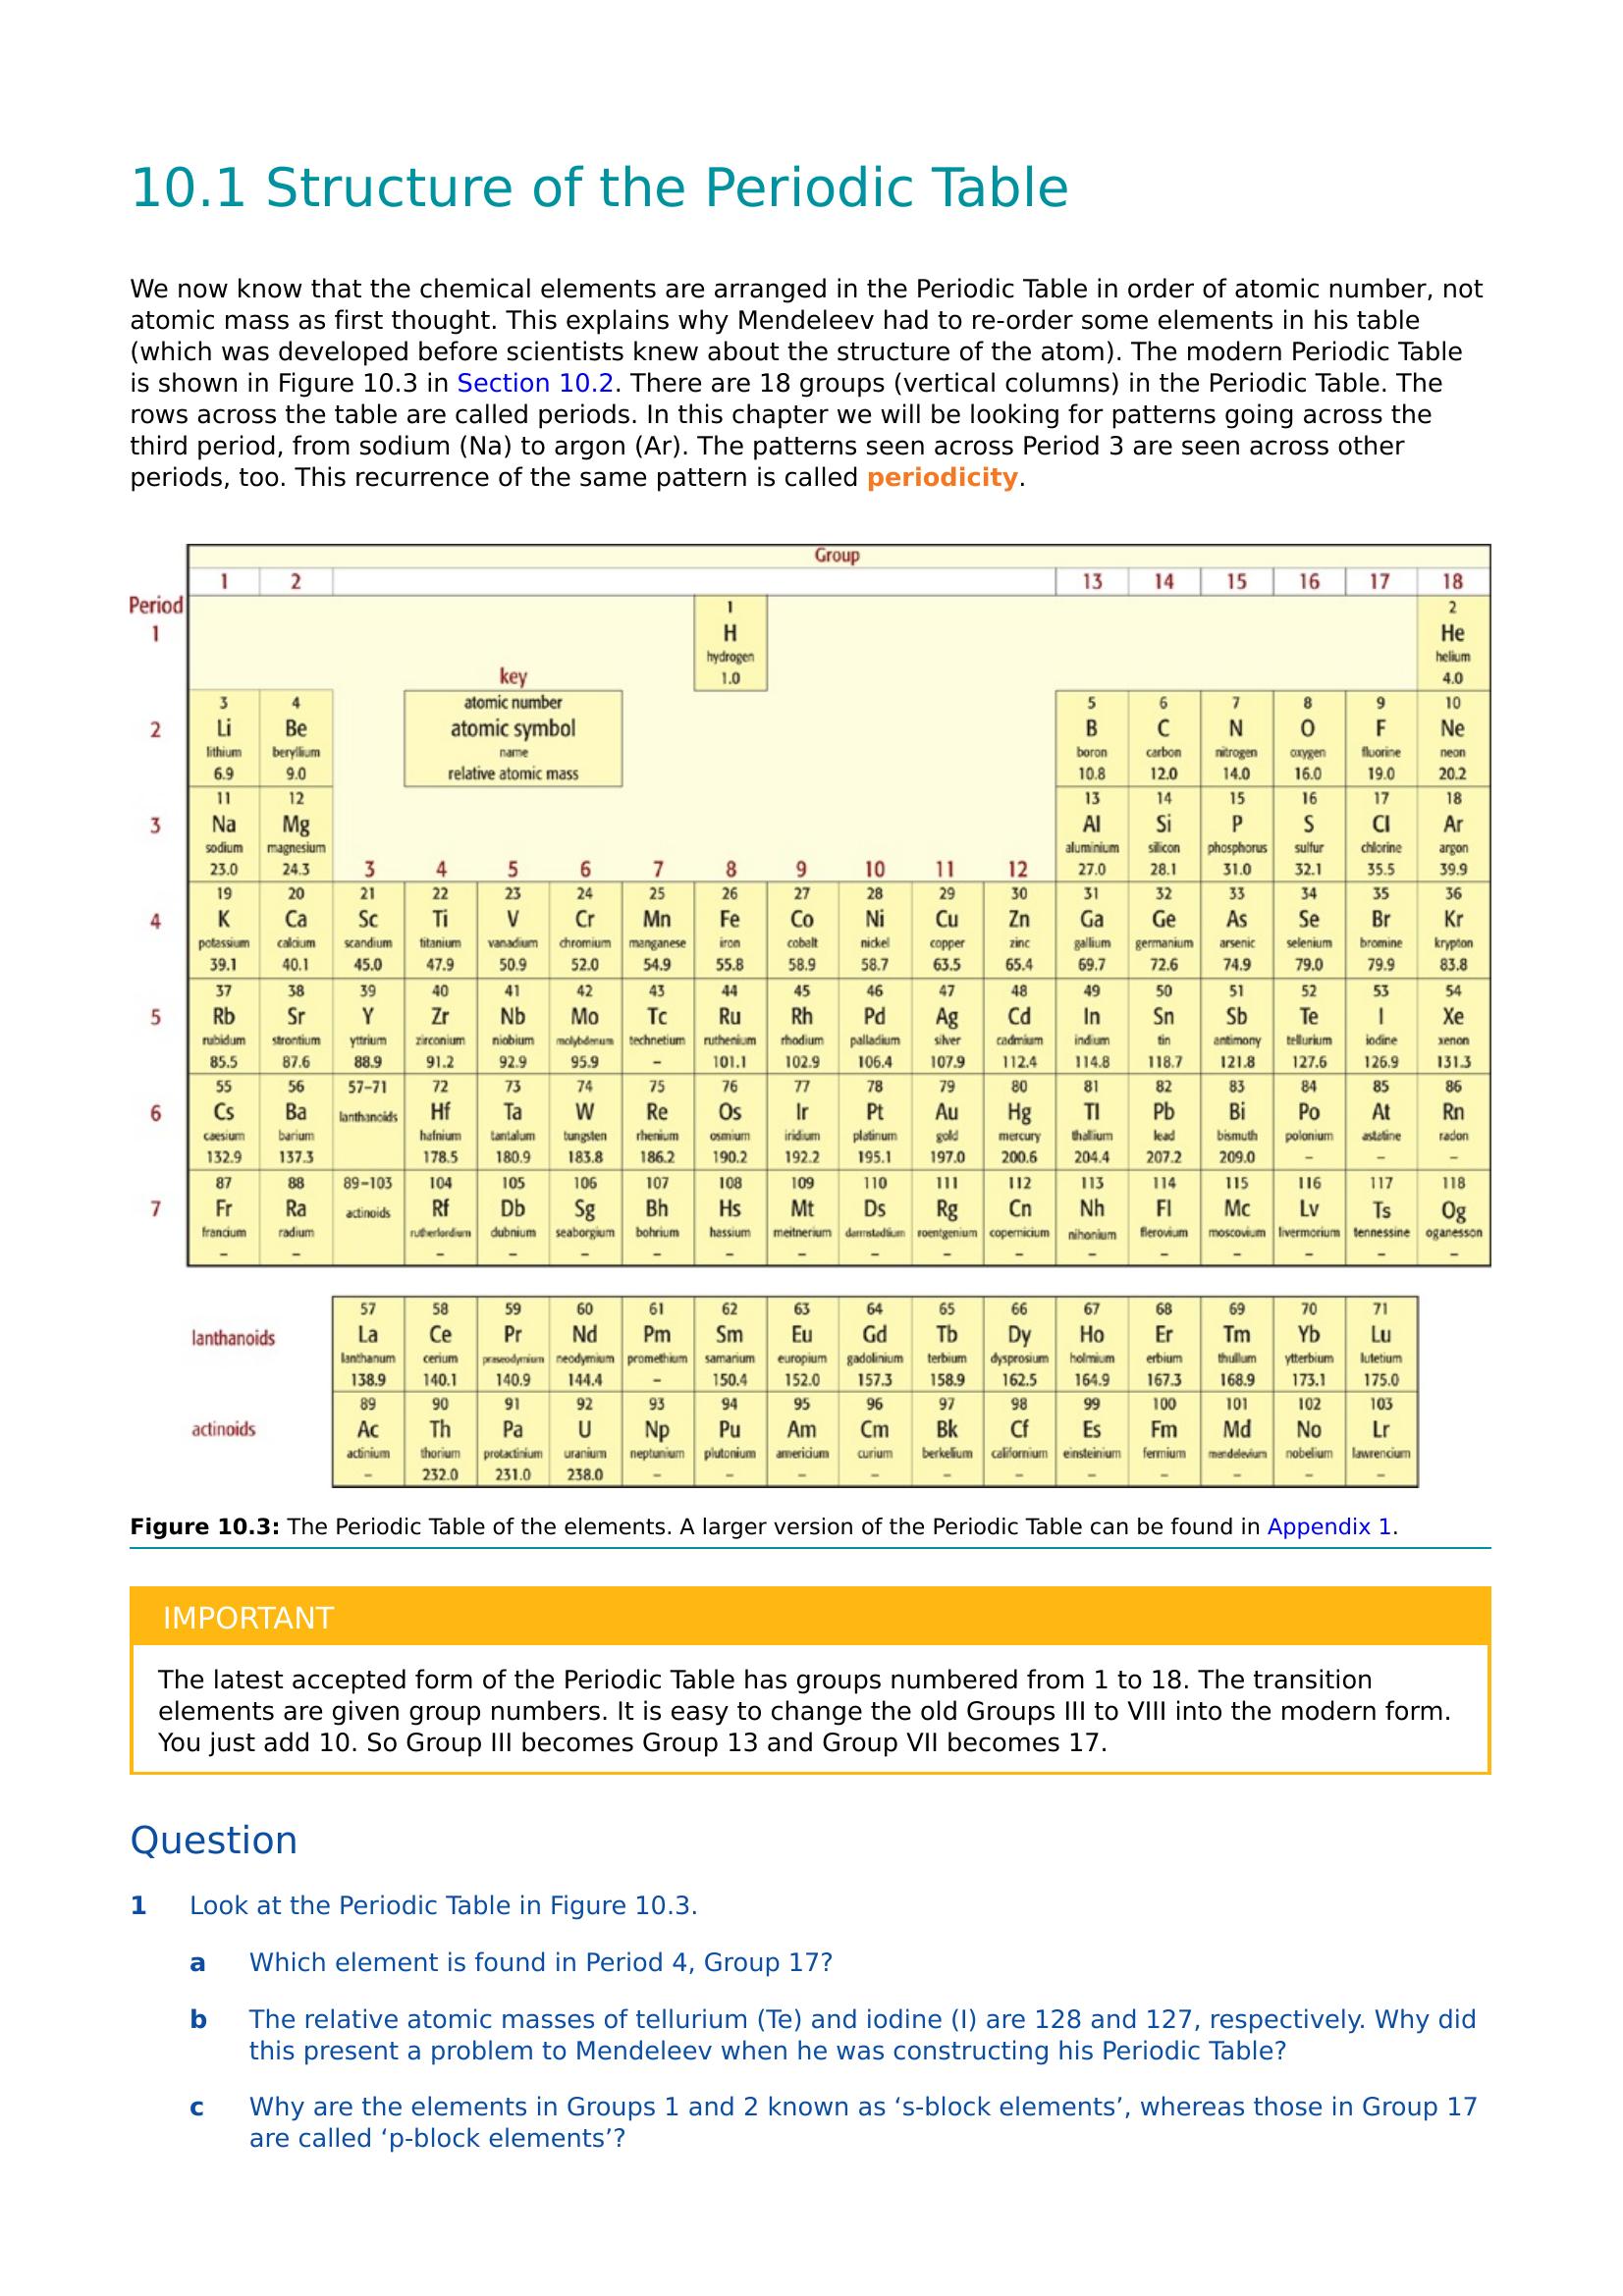 10.1 Structure of the Periodic Table
We now know that the chemical elements are arranged in the Periodic Table in order of atomic number, not
atomic mass as first thought. This explains why Mendeleev had to re-order some elements in his table
(which was developed before scientists knew about the structure of the atom). The modern Periodic Table
is shown in Figure 10.3 in Section 10.2. There are 18 groups (vertical columns) in the Periodic Table. The
rows across the table are called periods. In this chapter we will be looking for patterns going across the
third period, from sodium (Na) to argon (Ar). The patterns seen across Period 3 are seen across other
periods, too. This recurrence of the same pattern is called periodicity.
Group
1 2 13 14 15 16 17 18
Period 1 2
1 H He
hydrogen helium
key 1.0 4.0
3 4 atomic number 5 6 7 8 9 10
2 Li Be atomic symbol B C N O F Ne
lithium beryllium name boron carbon nitrogen oxygen fluorine neon
6.9 9.0 relative atomic mass 10.8 12.0 14.0 16.0 19.0 20.2
11 12 13 14 15 16 17 18
3 Na Mg Al Si P S Cl Ar
sodium magnesium aluminium silicon phosphorus sulfur chlorine argon
23.0 24.3 3 4 5 6 7 8 9 10 11 12 27.0 28.1 31.0 32.1 35.5 39.9
19 20 21 22 23 24 25 26 27 28 29 30 31 32 33 34 35 36
4 K Ca Sc Ti V Cr Mn Fe Co Ni Cu Zn Ga Ge As Se Br Kr
potassium calcium scandium titanium vanadium chromium manganese iron cobalt nickel copper zinc gallium germanium arsenic selenium bromine krypton
39.1 40.1 45.0 47.9 50.9 52.0 54.9 55.8 58.9 58.7 63.5 65.4 69.7 72.6 74.9 79.0 79.9 83.8
37 38 39 40 41 42 43 44 45 46 47 48 49 50 51 52 53 54
5 Rb Sr Y Zr Nb Mo Tc Ru Rh Pd Ag Cd In Sn Sb Te I Xe
rubidum strontium yttrium zirconium niobium molybdenum technetium ruthenium rhodium palladium silver cadmium indium tin antimony tellurium iodine xenon
85.5 87.6 88.9 91.2 92.9 95.9 – 101.1 102.9 106.4 107.9 112.4 114.8 118.7 121.8 127.6 126.9 131.3
55 56 57–71 72 73 74 75 76 77 78 79 80 81 82 83 84 85 86
6 Cs Ba lanthanoids Hf Ta W Re Os Ir Pt Au Hg Tl Pb Bi Po At Rn
caesium barium hafnium tantalum tungsten rhenium osmium iridium platinum gold mercury thallium lead bismuth polonium astatine radon
132.9 137.3 178.5 180.9 183.8 186.2 190.2 192.2 195.1 197.0 200.6 204.4 207.2 209.0 – – –
87 88 89–103 104 105 106 107 108 109 110 111 112 113 114 115 116 117 118
7 Fr Ra actinoids Rf Db Sg Bh Hs Mt Ds Rg Cn Nh Fl Mc Lv Ts Og
francium radium rutherfordium dubnium seaborgium bohrium hassium meitnerium darmstadtium roentgenium copernicium nihonium flerovium moscovium livermorium tennessine oganesson
– – – – – – – – – – – – – – – – –
57 58 59 60 61 62 63 64 65 66 67 68 69 70 71
lanthanoids La Ce Pr Nd Pm Sm Eu Gd Tb Dy Ho Er Tm Yb Lu
lanthanum cerium praseodymium neodymium promethium samarium europium gadolinium terbium dysprosium holmium erbium thullum ytterbium lutetium
138.9 140.1 140.9 144.4 – 150.4 152.0 157.3 158.9 162.5 164.9 167.3 168.9 173.1 175.0
89 90 91 92 93 94 95 96 97 98 99 100 101 102 103
actinoids Ac Th Pa U Np Pu Am Cm Bk Cf Es Fm Md No Lr
actinium thorium protactinium uranium neptunium plutonium americium curium berkelium californium einsteinium fermium mendelevium nobelium lawrencium
– 232.0 231.0 238.0 – – – – – – – – – – –
Figure 10.3: The Periodic Table of the elements. A larger version of the Periodic Table can be found in Appendix 1.
IMPORTANT
The latest accepted form of the Periodic Table has groups numbered from 1 to 18. The transition
elements are given group numbers. It is easy to change the old Groups III to VIII into the modern form.
You just add 10. So Group III becomes Group 13 and Group VII becomes 17.
Question
1 Look at the Periodic Table in Figure 10.3.
a Which element is found in Period 4, Group 17?
b The relative atomic masses of tellurium (Te) and iodine (I) are 128 and 127, respectively. Why did
this present a problem to Mendeleev when he was constructing his Periodic Table?
c Why are the elements in Groups 1 and 2 known as ‘s-block elements’, whereas those in Group 17
are called ‘p-block elements’?